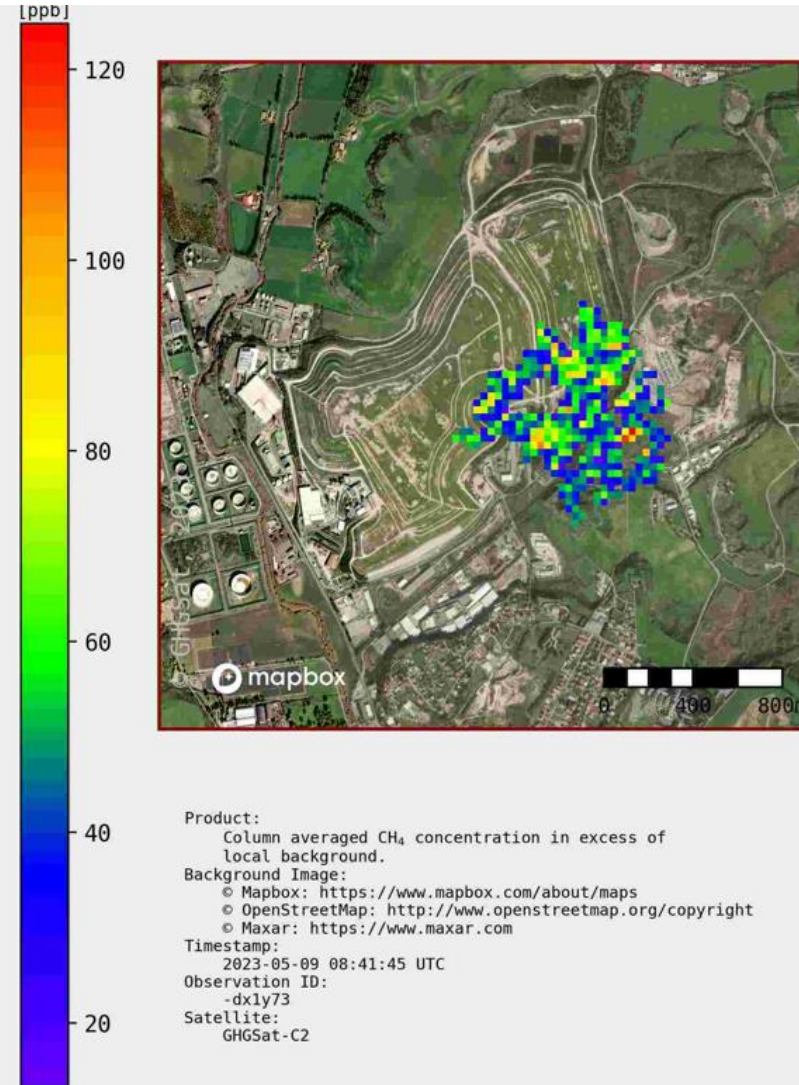 [ppb]
120
100
80
60
40
20
© GHGSat
mapbox
0 400 800m
Product:
Column averaged CH₄ concentration in excess of
local background.
Background Image:
© Mapbox: https://www.mapbox.com/about/maps
© OpenStreetMap: http://www.openstreetmap.org/copyright
© Maxar: https://www.maxar.com
Timestamp:
2023-05-09 08:41:45 UTC
Observation ID:
-dx1y73
Satellite:
GHGSat-C2